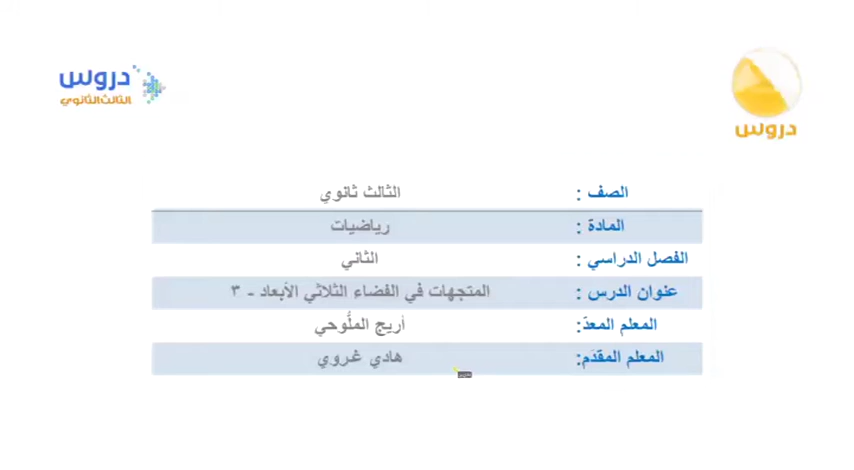 دروس
الثالث الثانوي
دروس
الصف : الثالث ثانوي
المادة : رياضيات
الفصل الدراسي : الثاني
عنوان الدرس : المتجهات في الفضاء الثلاثي الأبعاد - ٣
المعلم المعدّ: أريج الملُّوحي
المعلم المقدّم: هادي غروي